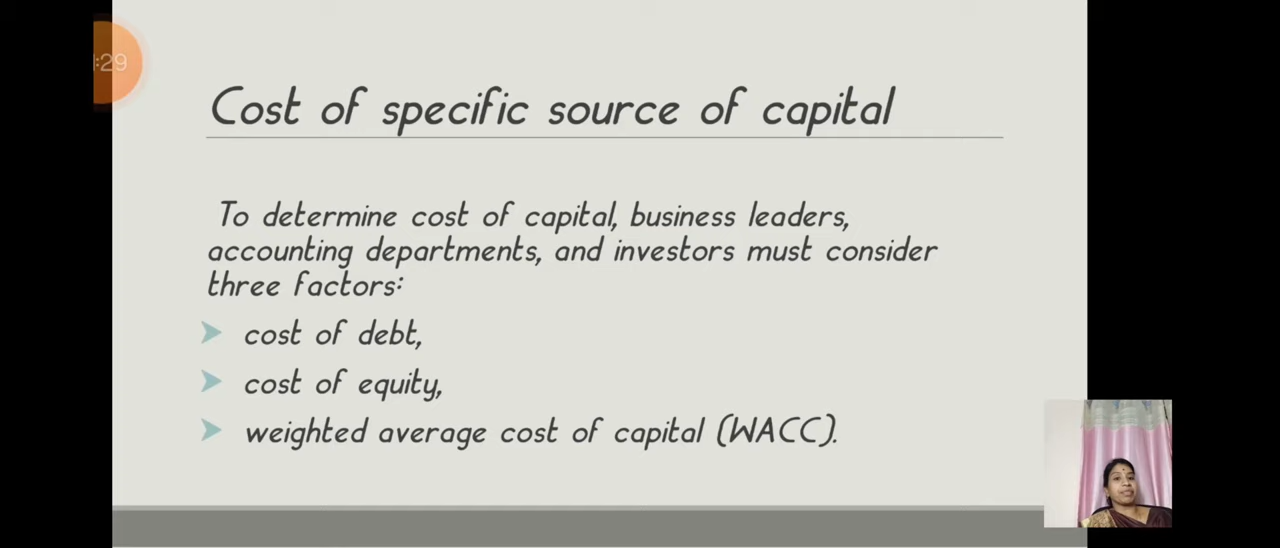 :29
Cost of specific source of capital
To determine cost of capital, business leaders,
accounting departments, and investors must consider
three factors:
cost of debt,
cost of equity,
weighted average cost of capital (WACC).